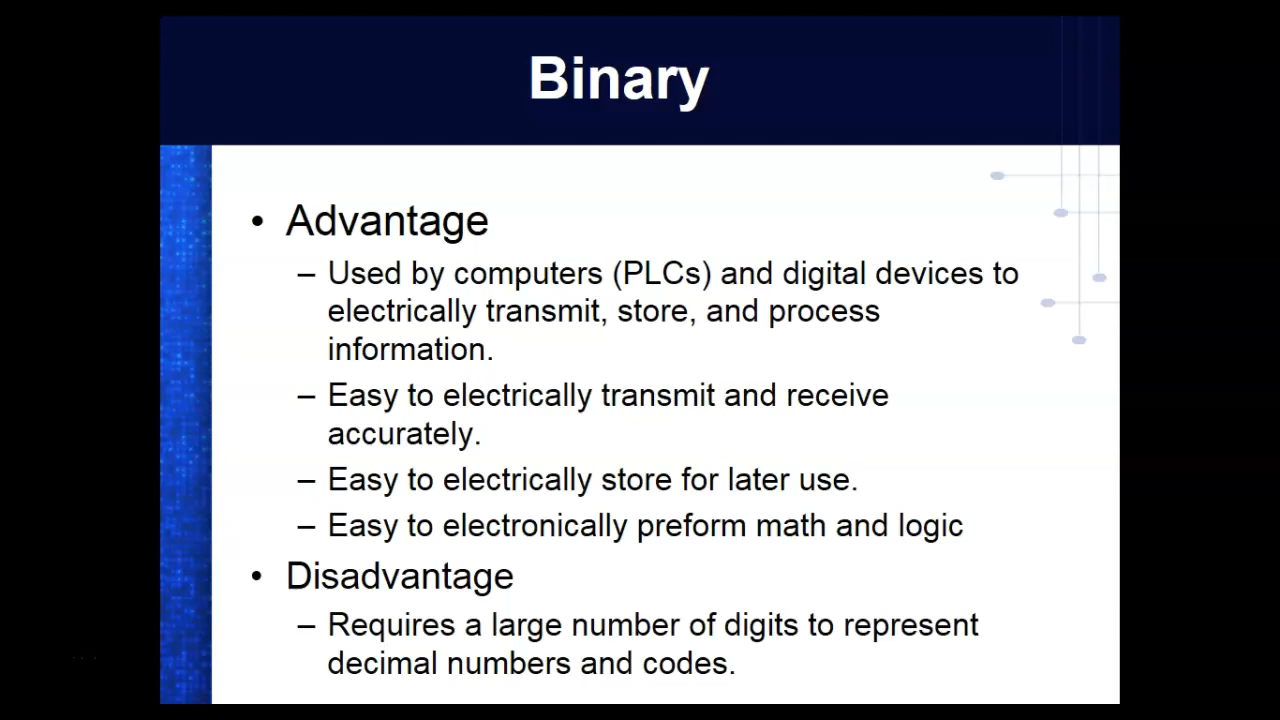 Binary
• Advantage
– Used by computers (PLCs) and digital devices to
electrically transmit, store, and process
information.
– Easy to electrically transmit and receive
accurately.
– Easy to electrically store for later use.
– Easy to electronically preform math and logic
• Disadvantage
– Requires a large number of digits to represent
decimal numbers and codes.